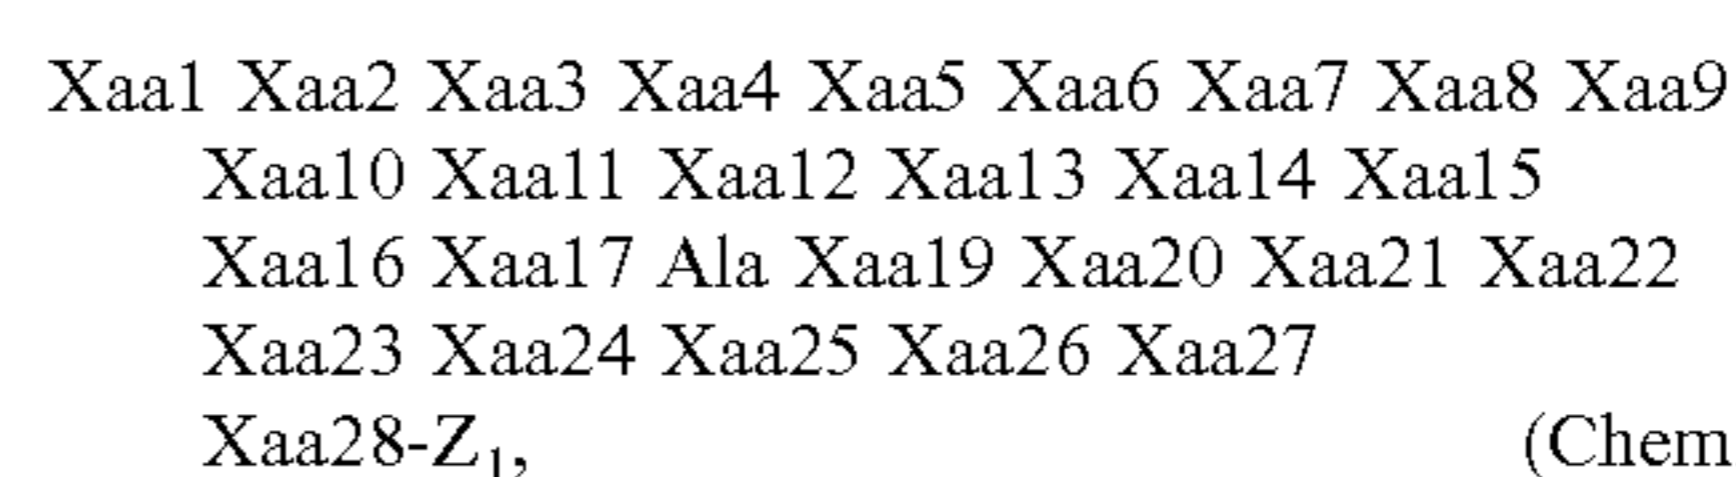 Xaa1 Xaa2 Xaa3 Xaa4 Xaa5 Xaa6 Xaa7 Xaa8 Xaa9
Xaa10 Xaa11 Xaa12 Xaa13 Xaa14 Xaa15
Xaa16 Xaa17 Ala Xaa19 Xaa20 Xaa21 Xaa22
Xaa23 Xaa24 Xaa25 Xaa26 Xaa27
Xaa28-Z₁, (Chem